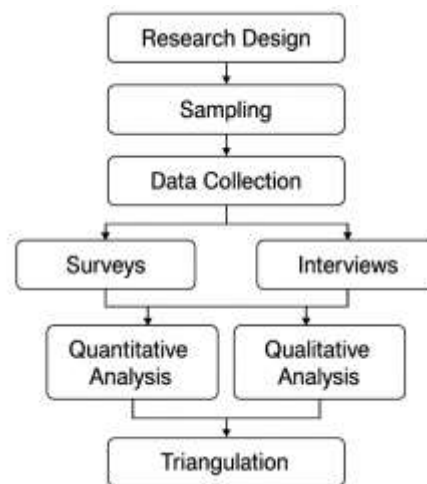 Research Design
Sampling
Data Collection
Surveys
Interviews
Quantitative
Analysis
Qualitative
Analysis
Triangulation